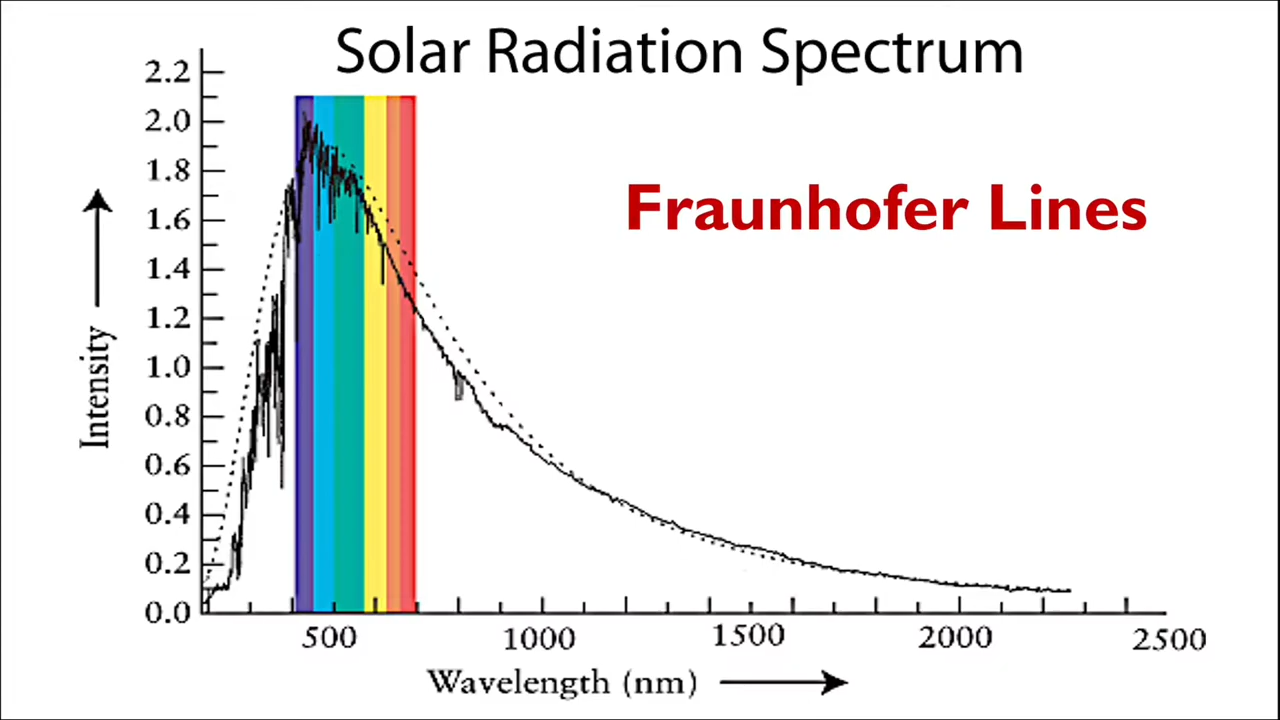 Solar Radiation Spectrum
Fraunhofer Lines
Intensity
2.2
2.0
1.8
1.6
1.4
1.2
1.0
0.8
0.6
0.4
0.2
0.0
500 1000 1500 2000 2500
Wavelength (nm)